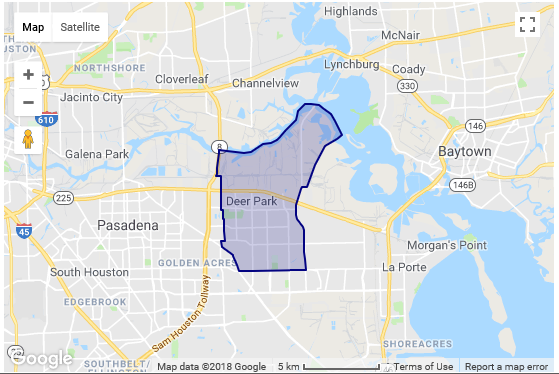 Highlands
Map
Satellite
McNair
HOUSTON
NORTHSHORE
Lynchburg
Cloverleaf
Coady
Channelview
330
Jacinto City
610
8
146
Galena Park
Baytown
146B
225
Deer Park
Pasadena
45
Morgan's Point
GOLDEN ACRES
La Porte
South Houston
EDGEBROOK
Sam Houston Tollway
SHOREACRES
Google
SOUTHBELT/
ELLINGTON
Map data ©2018 Google
5 km
Terms of Use
Report a map error